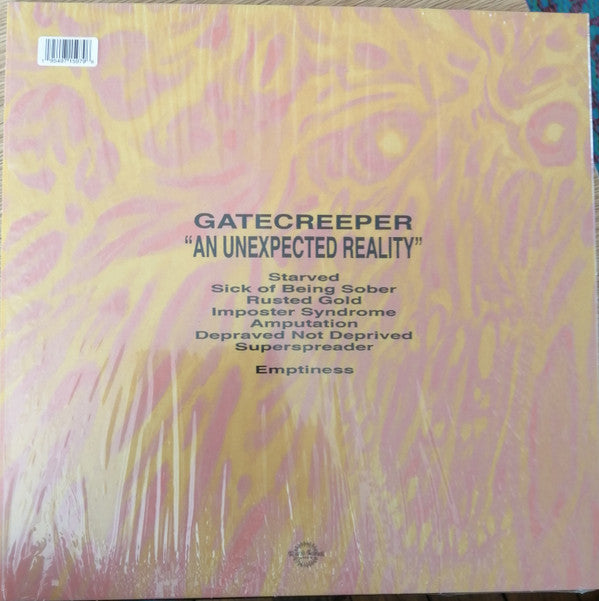 GATECREEPER
“AN UNEXPECTED REALITY”
Starved
Sick of Being Sober
Rusted Gold
Imposter Syndrome
Amputation
Depraved Not Deprived
Superspreader
Emptiness